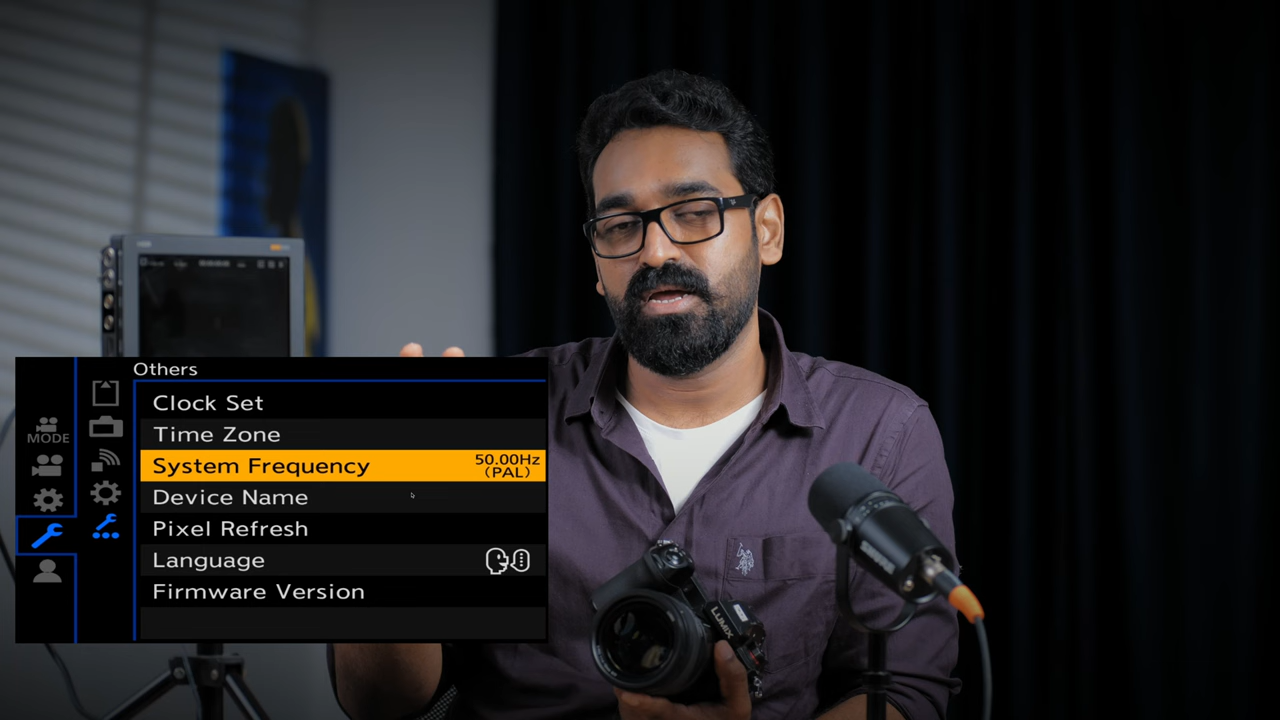 Others
Clock Set
Time Zone
System Frequency 50.00Hz (PAL)
Device Name
Pixel Refresh
Language
Firmware Version
MODE
LUMIX